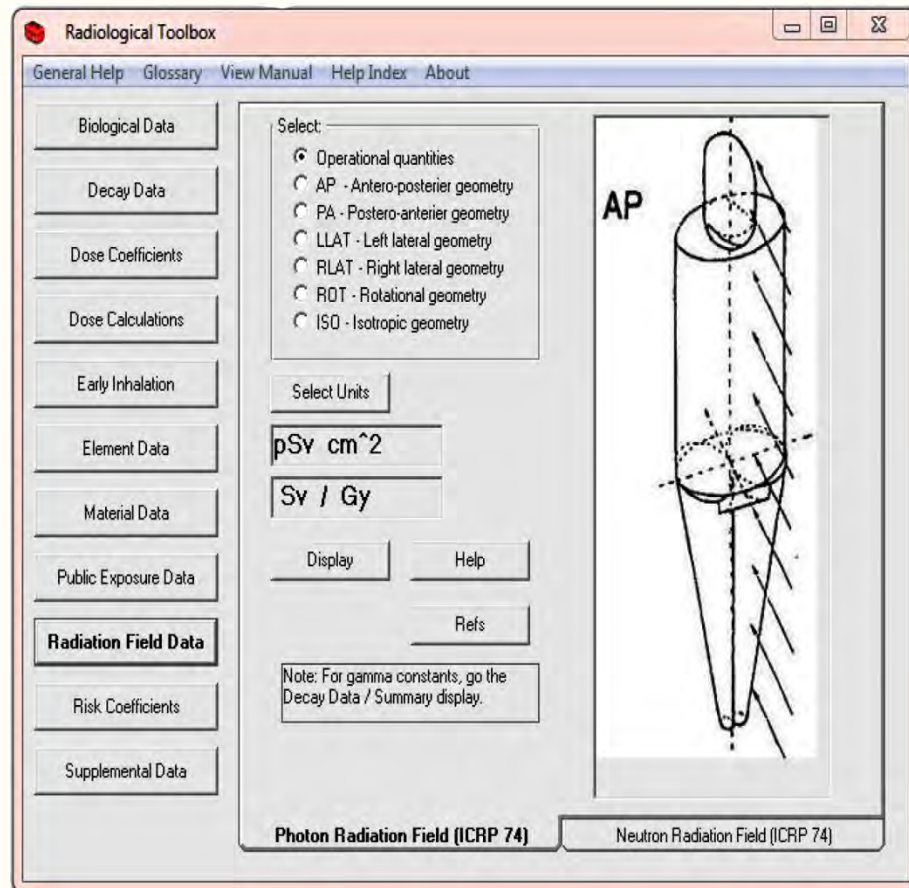 Radiological Toolbox
General Help Glossary View Manual Help Index About
Biological Data
Decay Data
Dose Coefficients
Dose Calculations
Early Inhalation
Element Data
Material Data
Public Exposure Data
Radiation Field Data
Risk Coefficients
Supplemental Data
Select:
Operational quantities
AP - Antero-posterier geometry
PA - Postero-anterier geometry
LLAT - Left lateral geometry
RLAT - Right lateral geometry
ROT - Rotational geometry
ISO - Isotropic geometry
Select Units
pSv cm^2
Sv / Gy
Display Help
Refs
Note: For gamma constants, go the
Decay Data / Summary display.
AP
Photon Radiation Field (ICRP 74) Neutron Radiation Field (ICRP 74)